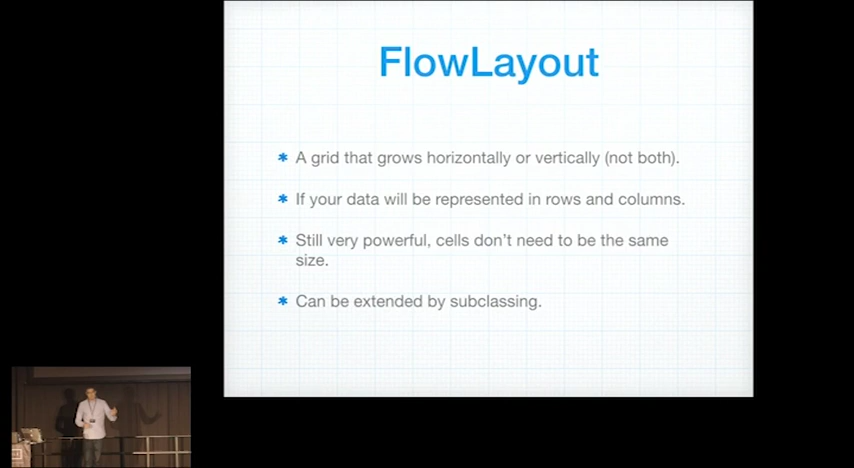 FlowLayout
* A grid that grows horizontally or vertically (not both).
* If your data will be represented in rows and columns.
* Still very powerful, cells don't need to be the same
size.
* Can be extended by subclassing.